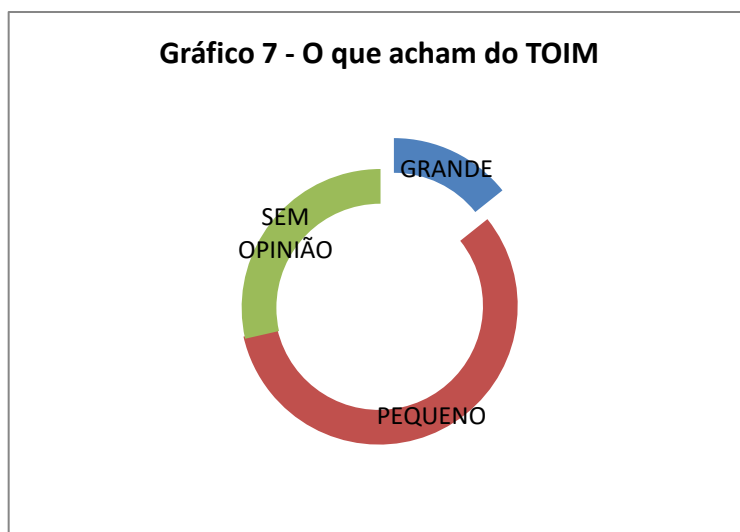 Gráfico 7 - O que acham do TOIM
GRANDE
SEM
OPINIÃO
PEQUENO